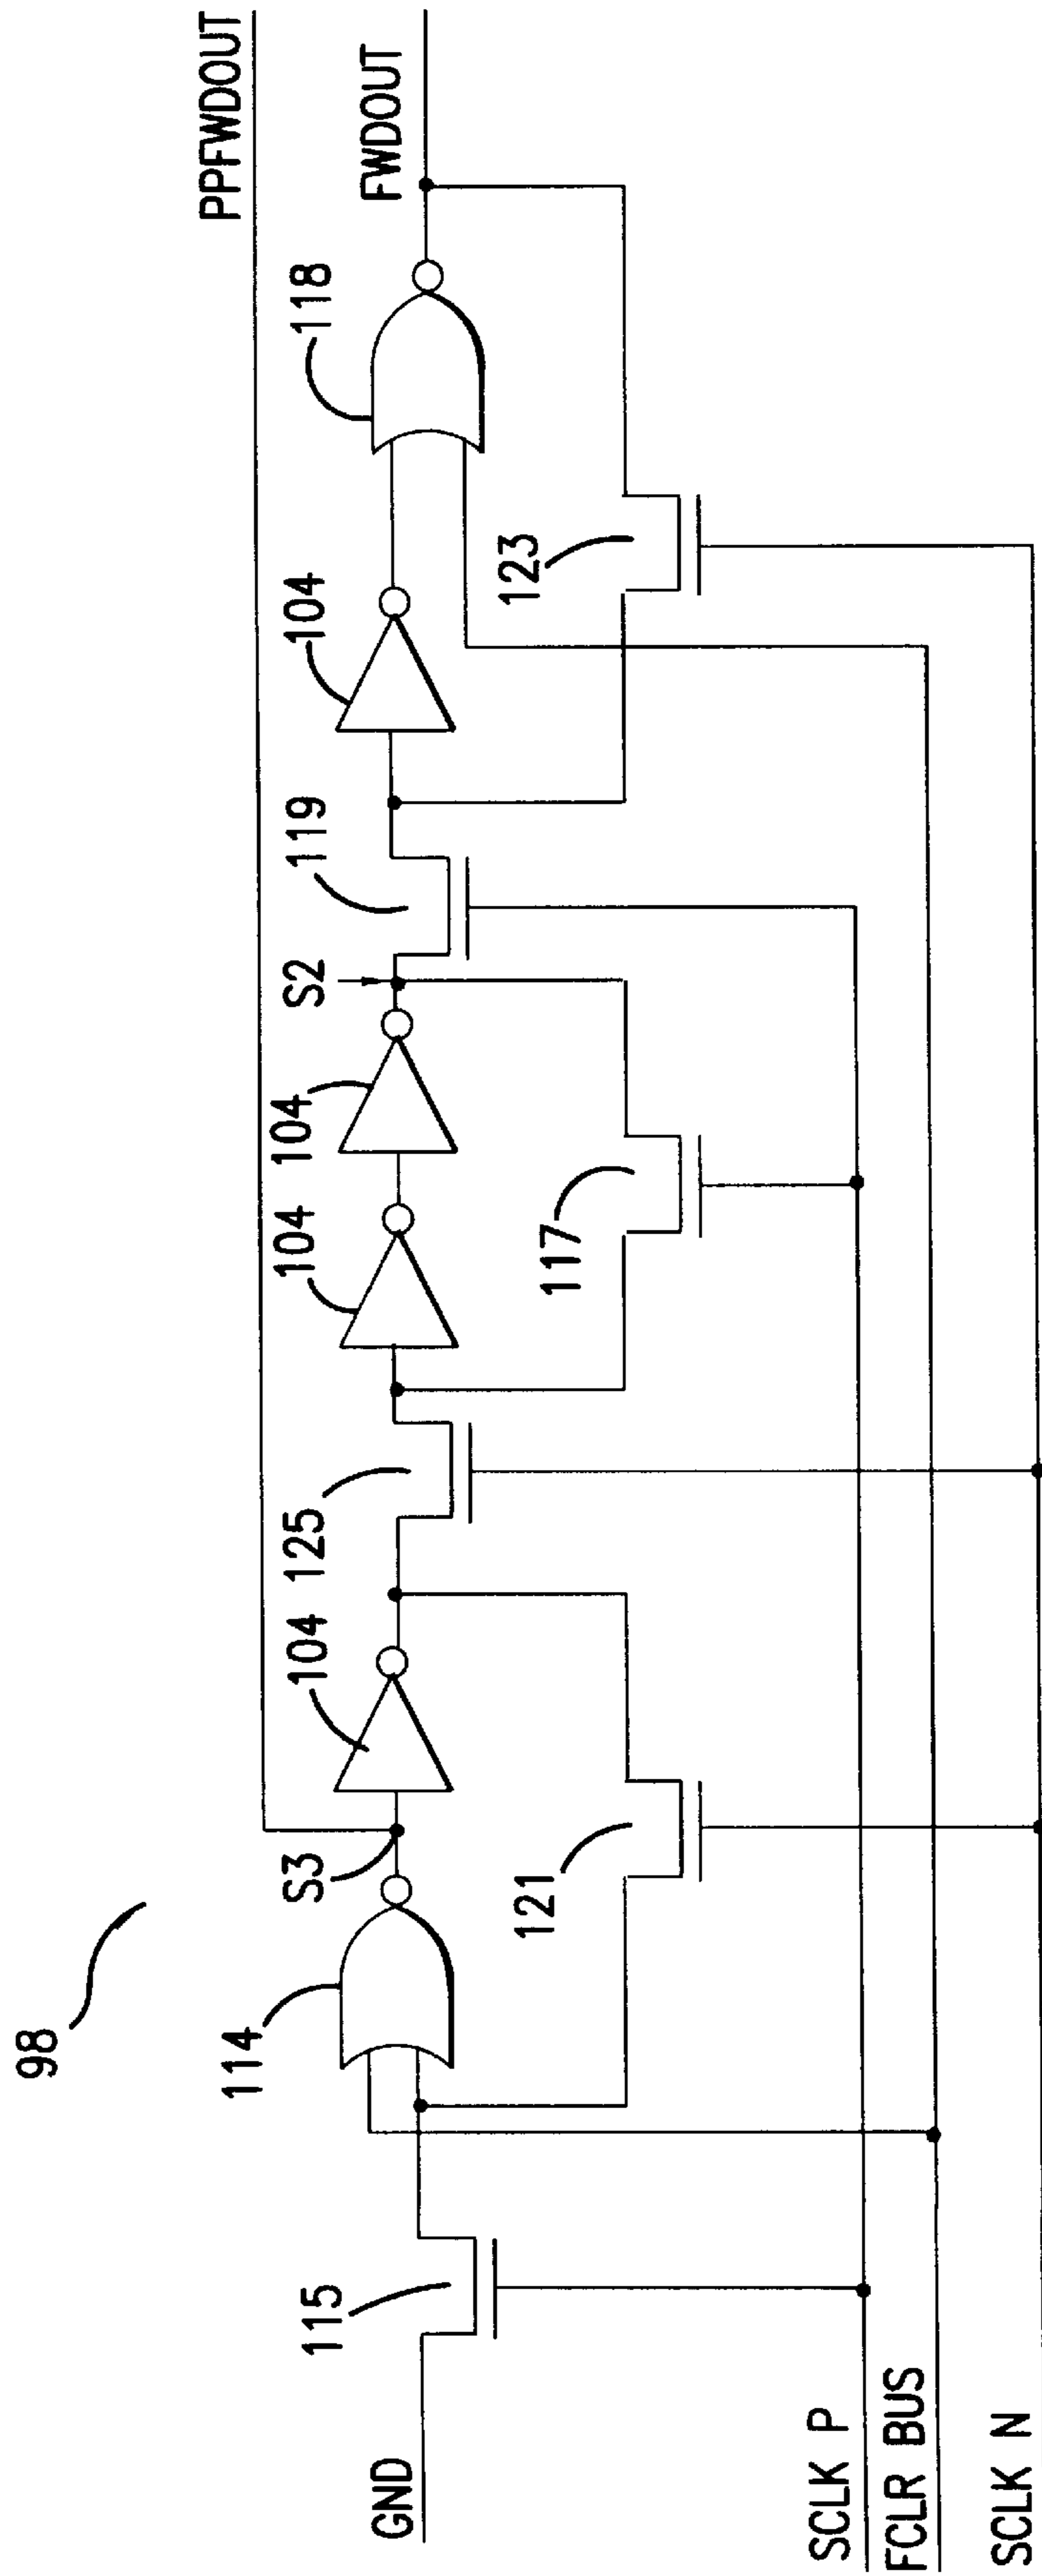 98
PPFWDOUT
FWDOUT
114
S3
104
125
104
104
S2
119
104
118
115
121
117
123
GND
SCLK P
FCLR BUS
SCLK N